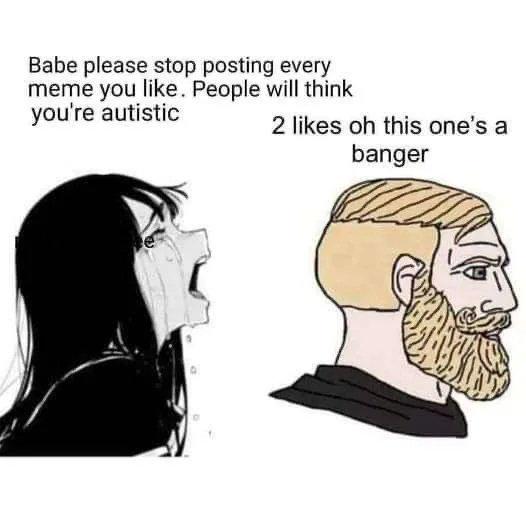 Babe please stop posting every
meme you like. People will think
you're autistic
2 likes oh this one's a
banger
e